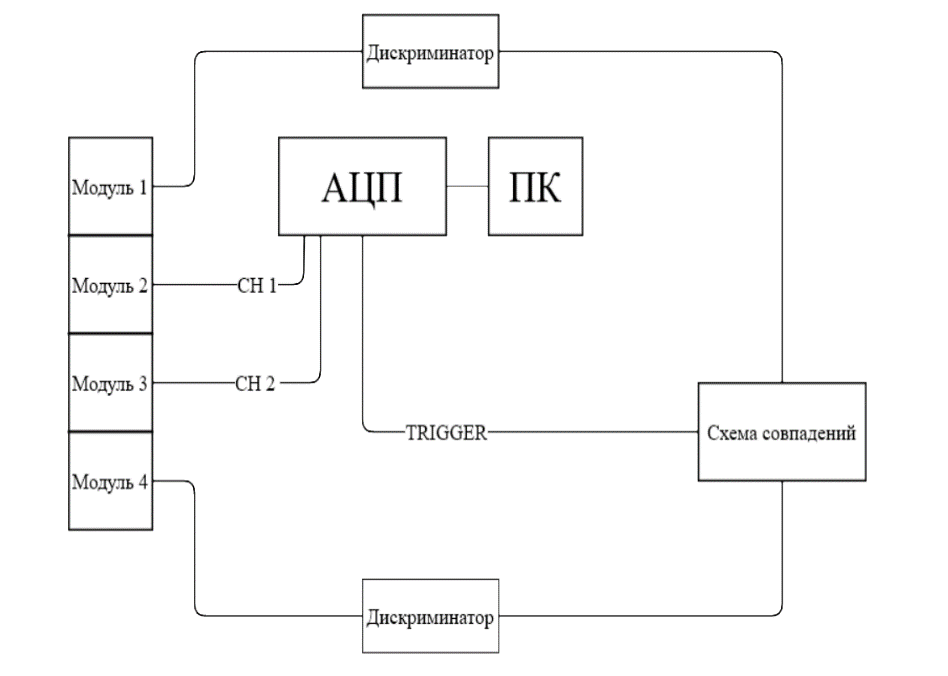 Дискриминатор
Модуль 1
АЦП
ПК
Модуль 2
CH 1
Модуль 3
CH 2
TRIGGER
Схема совпадений
Модуль 4
Дискриминатор